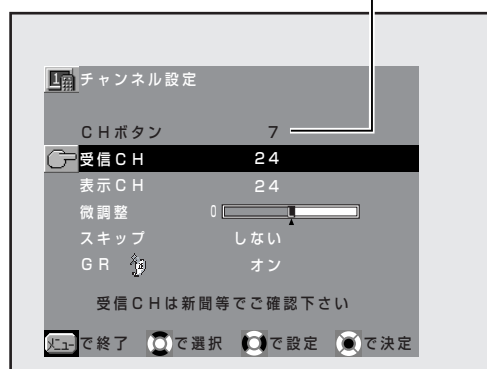 チャンネル設定
CHボタン 7
受信CH 24
表示CH 24
微調整 0
スキップ しない
GR オン
受信CHは新聞等でご確認下さい
メニューで終了 で選択 で設定 で決定